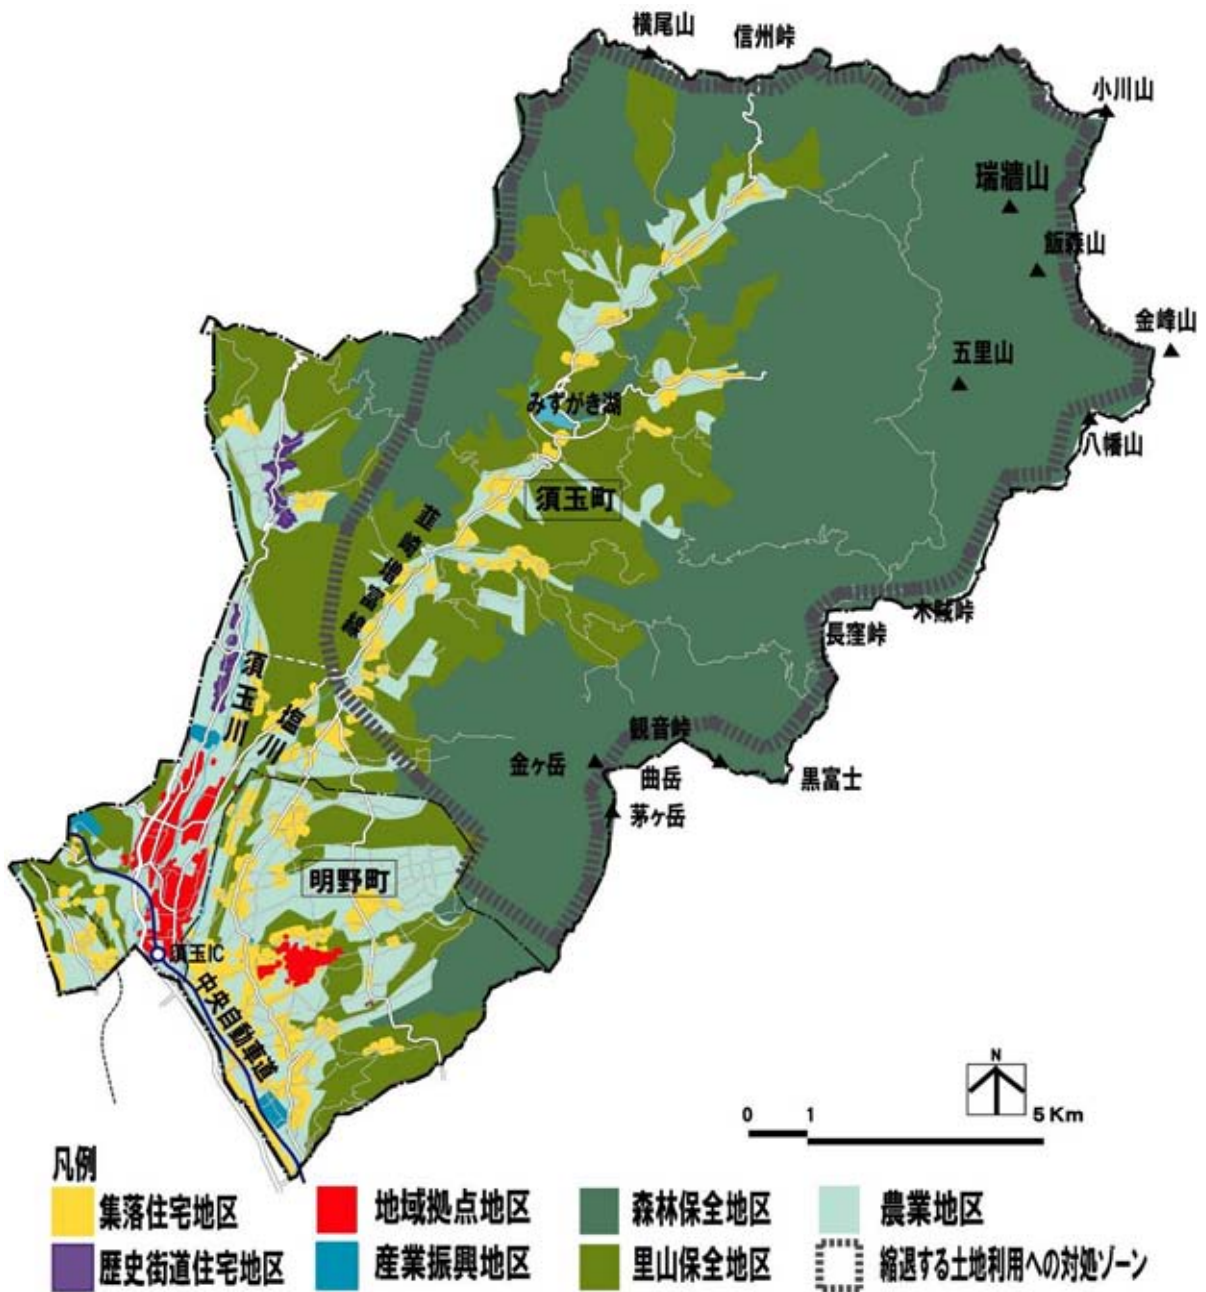 横尾山
信州峠
小川山
瑞牆山
飯森山
金峰山
五里山
みずがき湖
八幡山
須玉町
韮崎増富線
木賊峠
長窪峠
須玉川
塩川
観音峠
金ヶ岳
曲岳
黒富士
茅ヶ岳
明野町
須玉IC
中央自動車道
N
0 1 5 Km
凡例
集落住宅地区
地域拠点地区
森林保全地区
農業地区
歴史街道住宅地区
産業振興地区
里山保全地区
縮退する土地利用への対処ゾーン